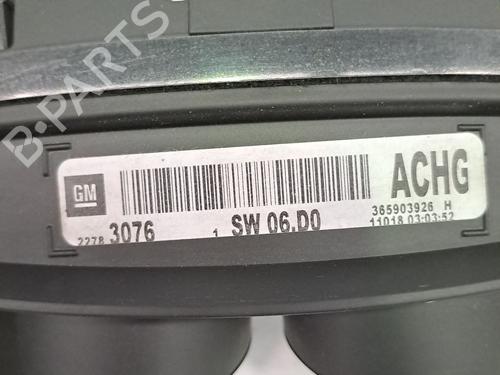 B-PARTS
GM
ACHG
2278 3076 1 SW 06.D0
365903926 H
11018 03:03:52